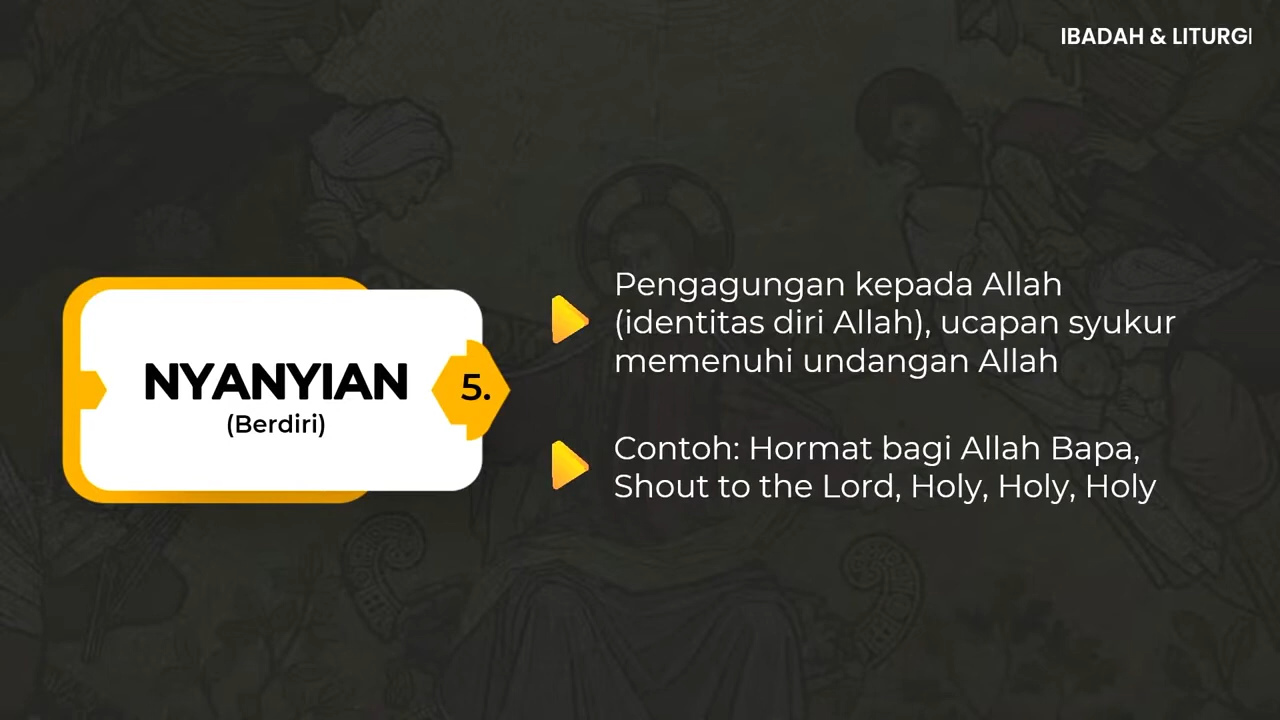 IBADAH & LITURGI
NYANYIAN
(Berdiri)
5.
Pengagungan kepada Allah
(identitas diri Allah), ucapan syukur
memenuhi undangan Allah
Contoh: Hormat bagi Allah Bapa,
Shout to the Lord, Holy, Holy, Holy